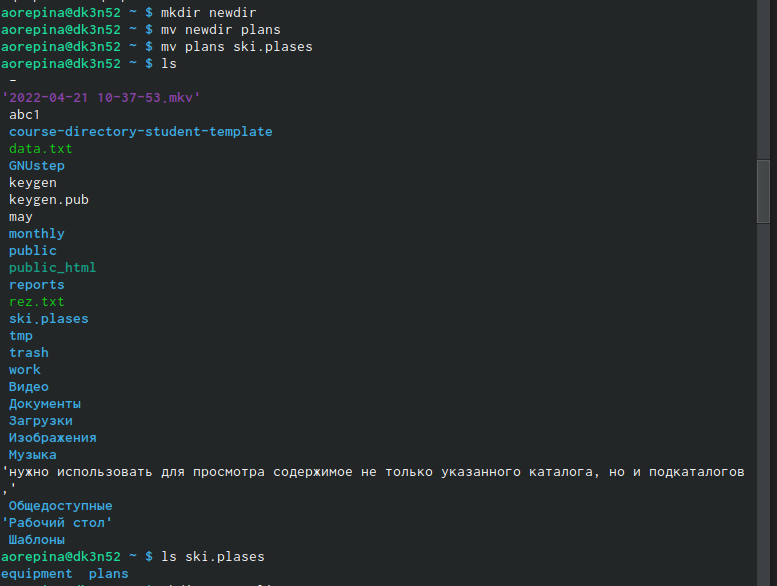 aorepina@dk3n52 ~ $ mkdir newdir
aorepina@dk3n52 ~ $ mv newdir plans
aorepina@dk3n52 ~ $ mv plans ski.plases
aorepina@dk3n52 ~ $ ls
-
'2022-04-21 10-37-53.mkv'
abc1
course-directory-student-template
data.txt
GNUstep
keygen
keygen.pub
may
monthly
public
public_html
reports
rez.txt
ski.plases
tmp
trash
work
Видео
Документы
Загрузки
Изображения
Музыка
'нужно использовать для просмотра содержимое не только указанного каталога, но и подкаталогов
,'
Общедоступные
'Рабочий стол'
Шаблоны
aorepina@dk3n52 ~ $ ls ski.plases
equipment  plans